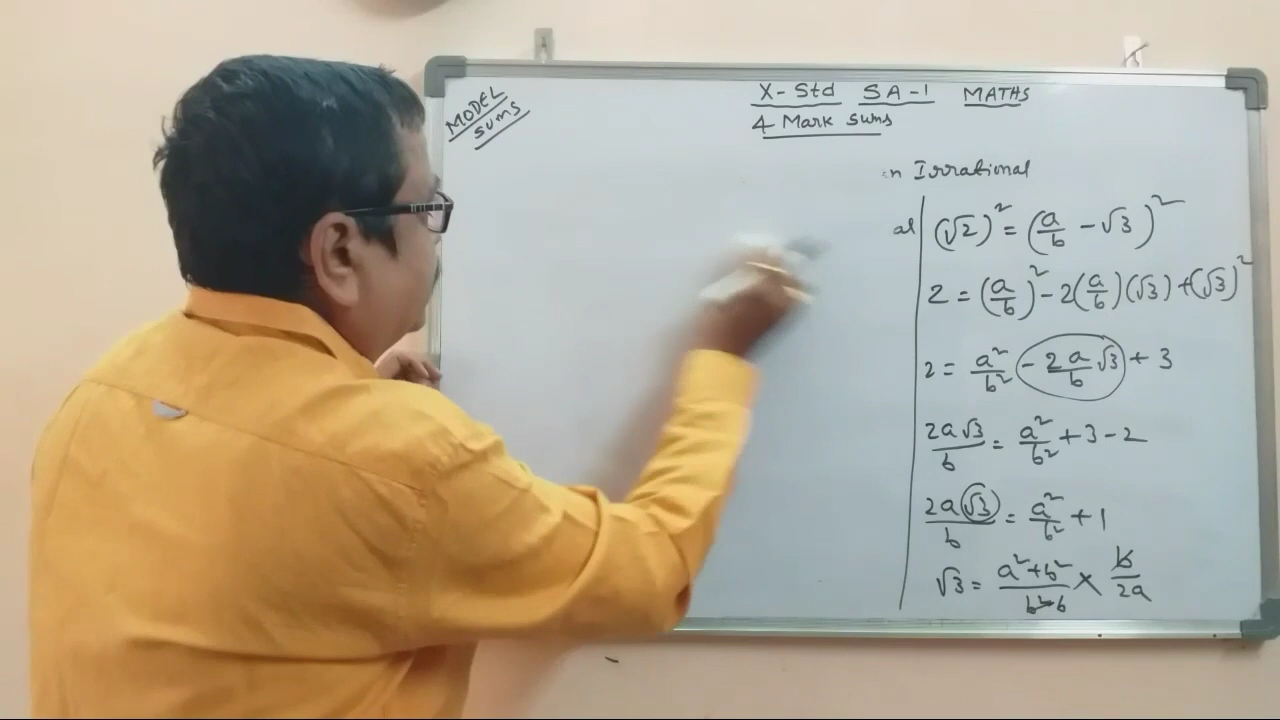 MODEL
SUMS
X-Std SA-1 MATHS
4 Mark Sums
n Irrational
al
(√2)² = (a/b - √3)²
2 = (a/b)² - 2(a/b)(√3) + (√3)²
2 = a²/b² - 2a/b √3 + 3
2a√3/b = a²/b² + 3 - 2
2a√3/b = a²/b² + 1
√3 = a²+b²/b² × b/2a